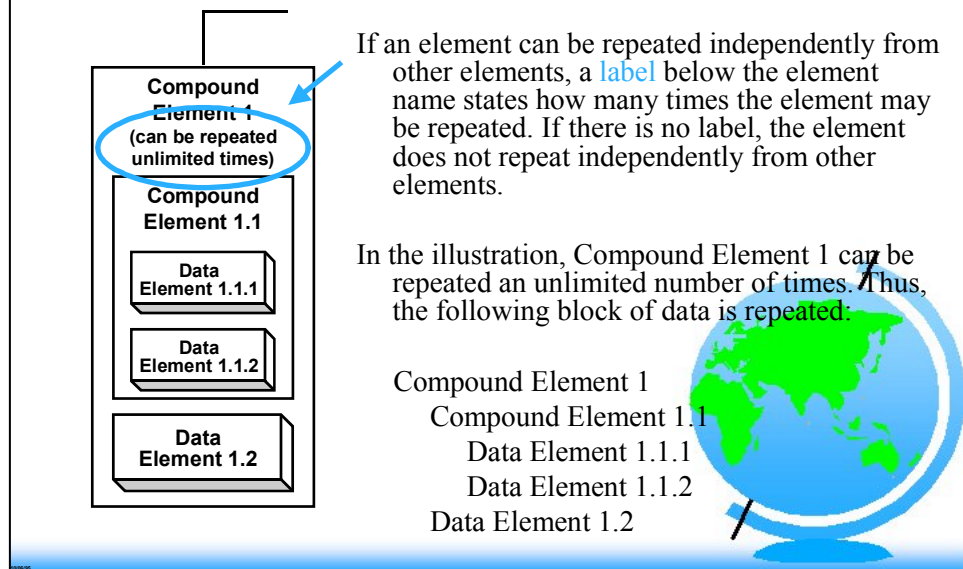 Compound
Element 1
(can be repeated
unlimited times)
Compound
Element 1.1
Data
Element 1.1.1
Data
Element 1.1.2
Data
Element 1.2
If an element can be repeated independently from
other elements, a label below the element
name states how many times the element may
be repeated. If there is no label, the element
does not repeat independently from other
elements.
In the illustration, Compound Element 1 can be
repeated an unlimited number of times. Thus,
the following block of data is repeated:
Compound Element 1
Compound Element 1.1
Data Element 1.1.1
Data Element 1.1.2
Data Element 1.2